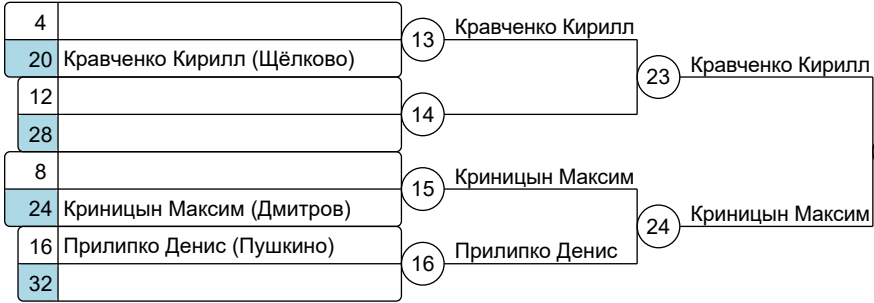 4
13 Кравченко Кирилл
20 Кравченко Кирилл (Щёлково)
23 Кравченко Кирилл
12
14
28
8
15 Криницын Максим
24 Криницын Максим (Дмитров)
24 Криницын Максим
16 Прилипко Денис (Пушкино)
16 Прилипко Денис
32